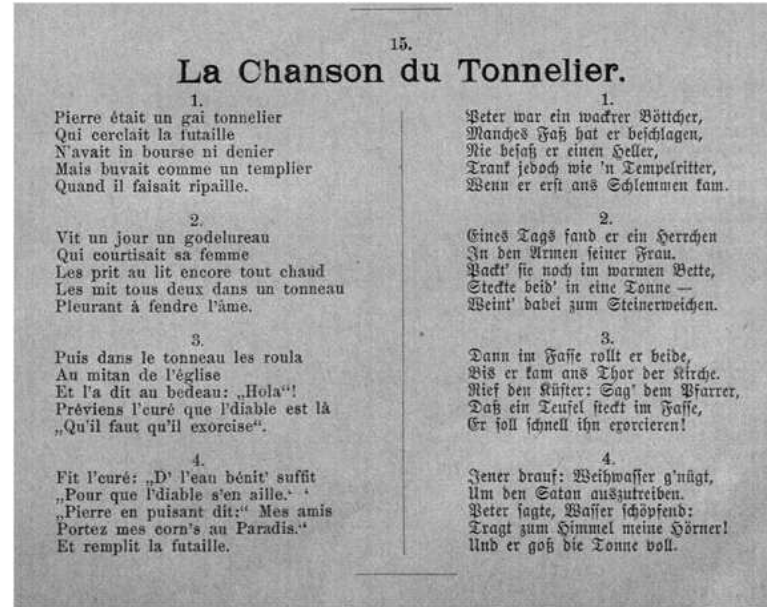 15.
La Chanson du Tonnelier.
1.
Pierre était un gai tonnelier
Qui cerclait la futaille
N'avait in bourse ni denier
Mais buvait comme un templier
Quand il faisait ripaille.
2.
Vit un jour un godelureau
Qui courtisait sa femme
Les prit au lit encore tout chaud
Les mit tous deux dans un tonneau
Pleurant à fendre l'âme.
3.
Puis dans le tonneau les roula
Au mitan de l'église
Et l'a dit au bedeau: „Hola“!
Préviens l'curé que l'diable est là
„Qu'il faut qu'il exorcise“.
4.
Fit l'curé: „D' l'eau bénit' suffit
„Pour que l'diable s'en aille.‘ ‘
„Pierre en puisant dit:“ Mes amis
Portez mes corn's au Paradis.“
Et remplit la futaille.
1.
Peter war ein wackrer Böttcher,
Manches Faß hat er beschlagen,
Nie besaß er einen Heller,
Trank jedoch wie 'n Tempelritter,
Wenn er erst ans Schlemmen kam.
2.
Eines Tags fand er ein Herrchen
In den Armen seiner Frau.
Packt' sie noch im warmen Bette,
Steckte beid' in eine Tonne —
Weint' dabei zum Steinerweichen.
3.
Dann im Fasse rollt er beide,
Bis er kam ans Thor der Kirche.
Rief den Küster: Sag' dem Pfarrer,
Daß ein Teufel steckt im Fasse,
Er soll schnell ihn exorcieren!
4.
Jener drauf: Weihwasser g'nügt,
Um den Satan auszutreiben.
Peter sagte, Wasser schöpfend:
Tragt zum Himmel meine Hörner!
Und er goß die Tonne voll.